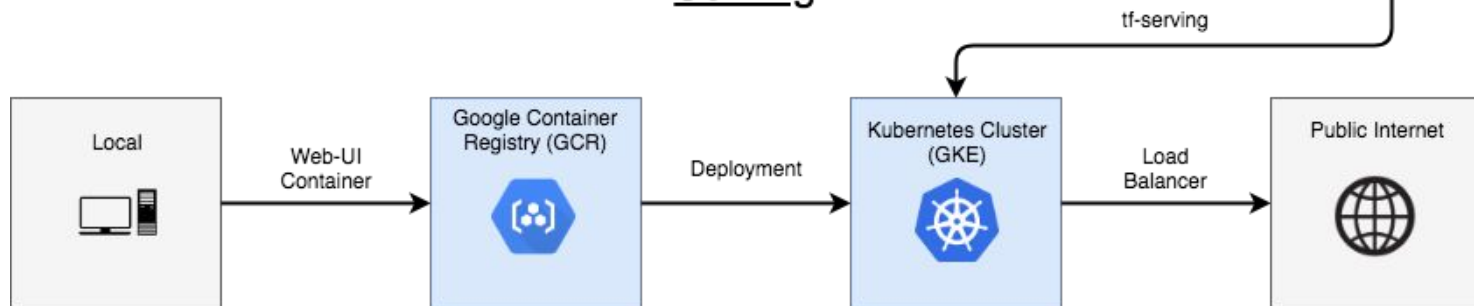 tf-serving
Local
Web-UI
Container
Google Container
Registry (GCR)
Deployment
Kubernetes Cluster
(GKE)
Load
Balancer
Public Internet